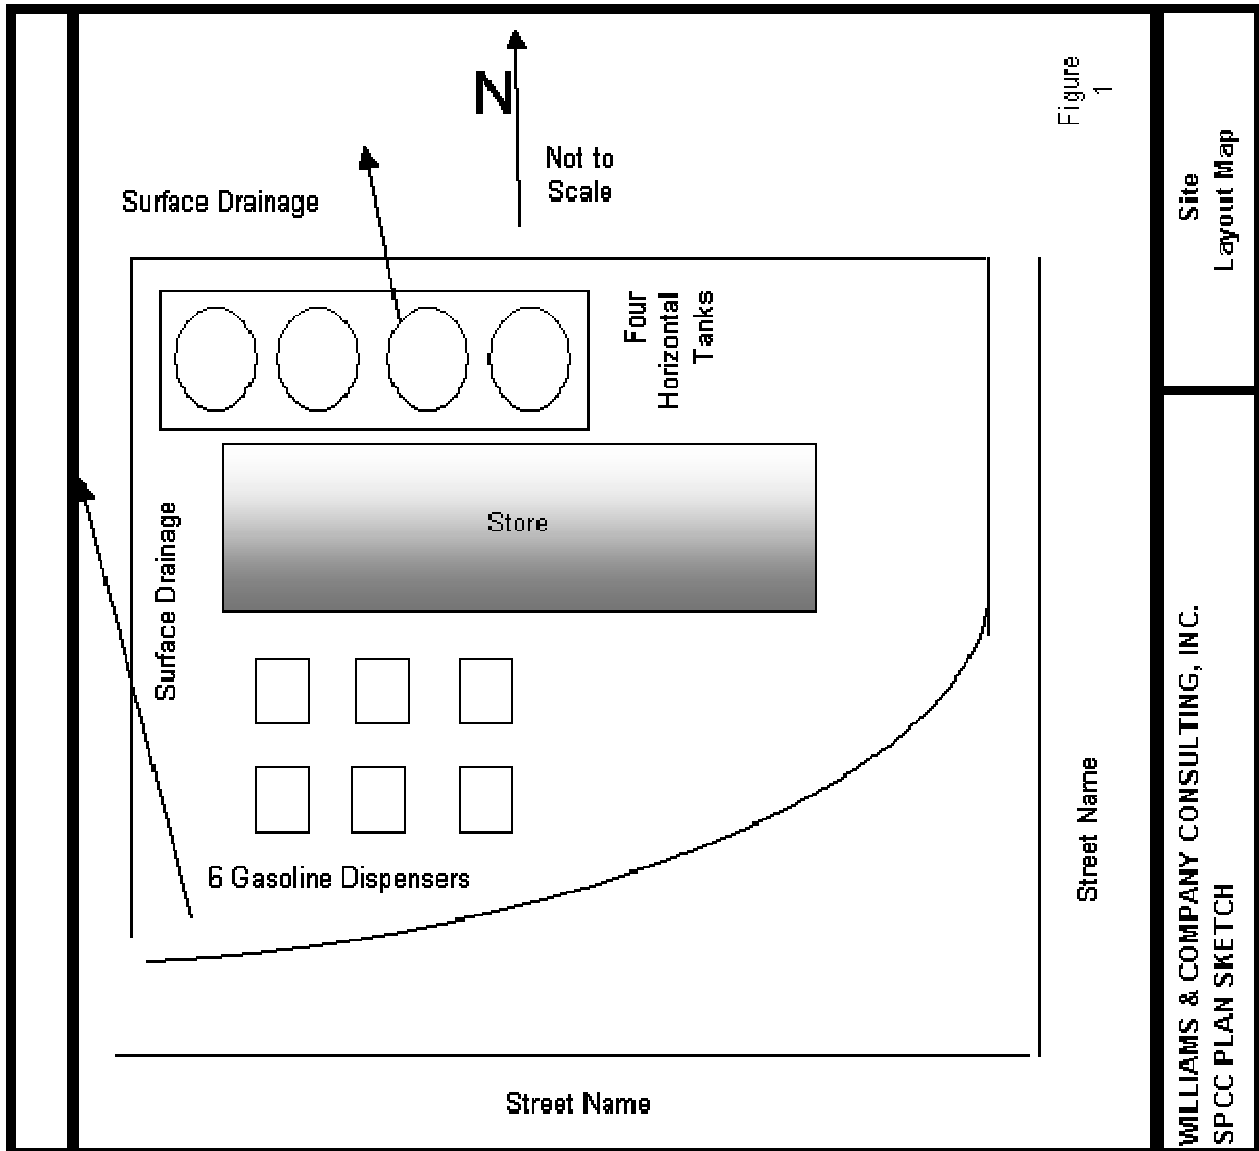 N
Not to
Scale
Figure
1
Surface Drainage
Four
Horizontal
Tanks
Store
Surface Drainage
6 Gasoline Dispensers
Street Name
Street Name
Site
Layout Map
WILLIAMS & COMPANY CONSULTING, INC.
SPCC PLAN SKETCH